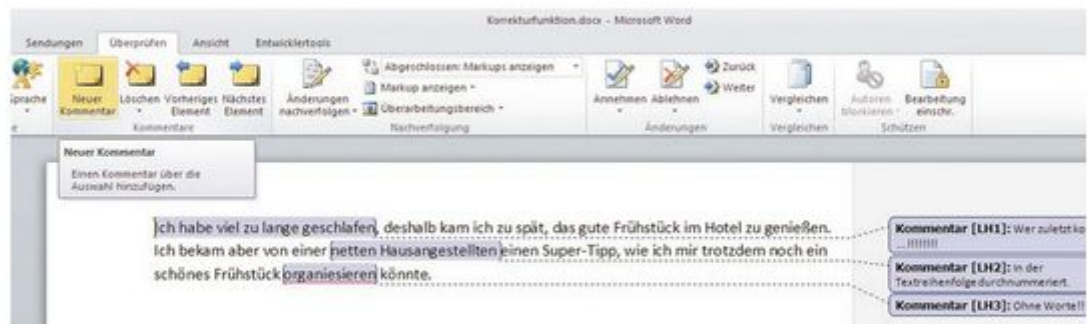 Korrekturfunktion.docx - Microsoft Word
Sendungen Überprüfen Ansicht Entwicklertools
Sprache Neuer Kommentar Löschen Vorheriges Element Nächstes Element Änderungen nachverfolgen Abgeschlossen: Markups anzeigen
Markup anzeigen
Überarbeitungsbereich
Annehmen Ablehnen Zurück
Weiter
Vergleichen Autoren blockieren Bearbeitung einschr.
Kommentare Nachverfolgung Änderungen Vergleichen Schützen
Neuer Kommentar
Einen Kommentar über die
Auswahl hinzufügen.
Ich habe viel zu lange geschlafen, deshalb kam ich zu spät, das gute Frühstück im Hotel zu genießen.
Ich bekam aber von einer netten Hausangestellten einen Super-Tipp, wie ich mir trotzdem noch ein
schönes Frühstück organiesieren könnte.
Kommentar [LH1]: Wer zuletzt ko
...!!!!!!!!
Kommentar [LH2]: In der
Textreihenfolge durchnummeriert.
Kommentar [LH3]: Ohne Worte!!